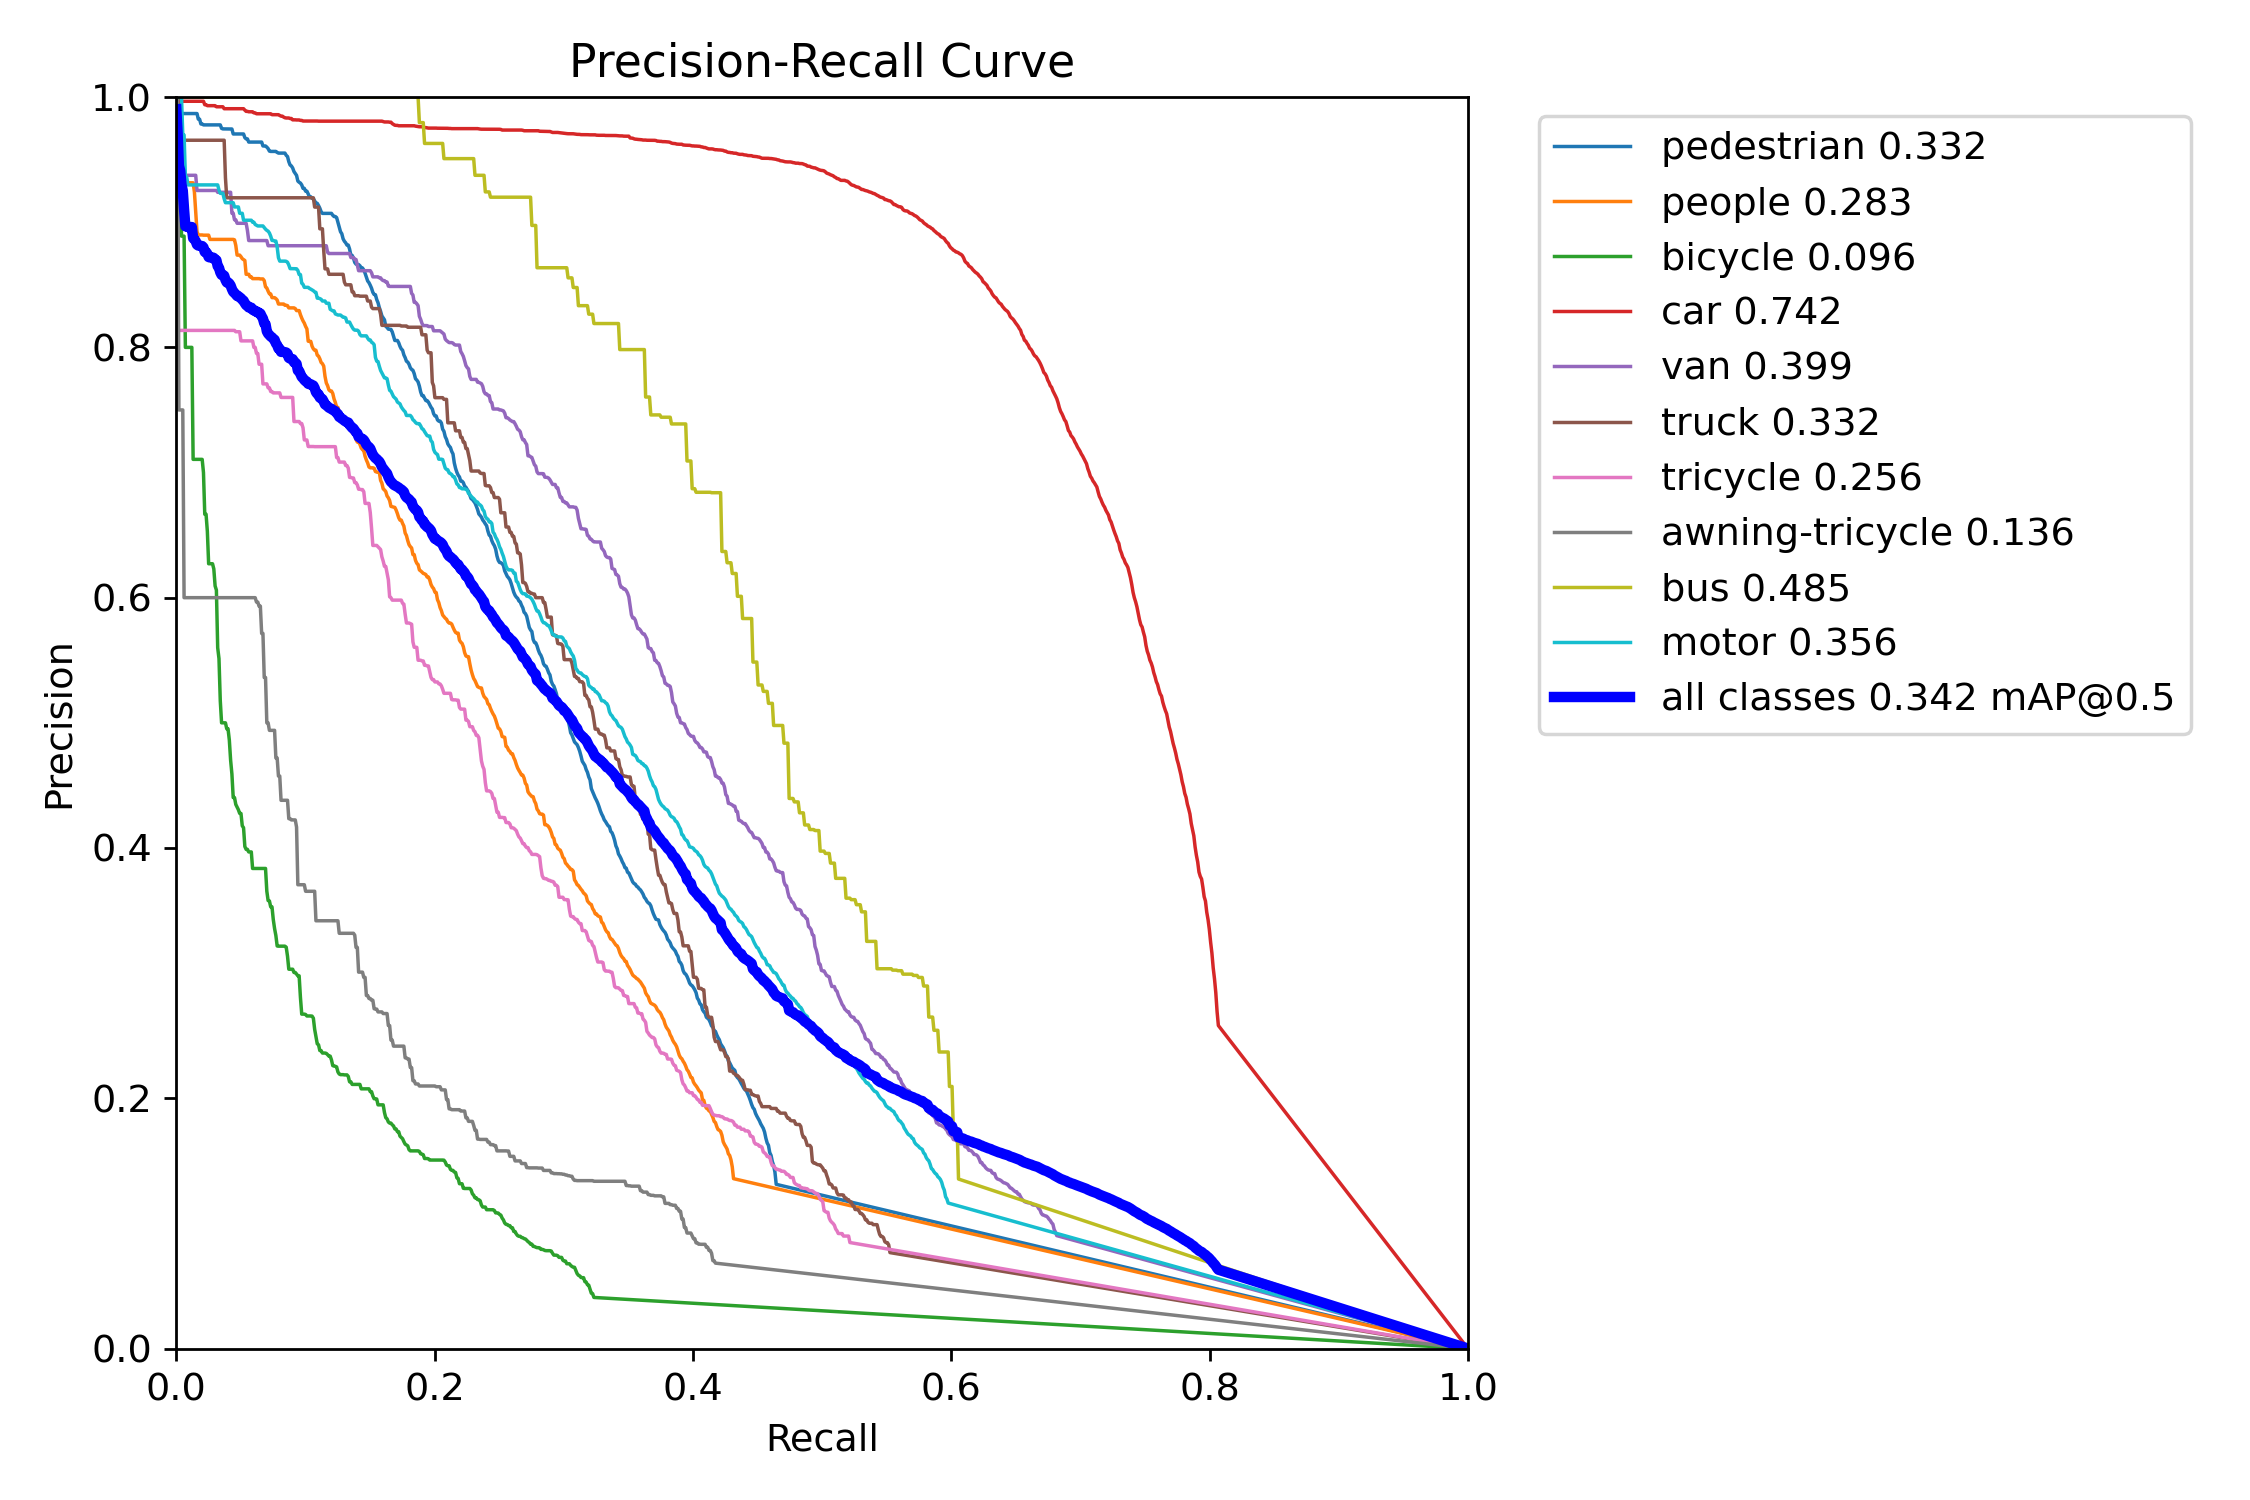 Precision-Recall Curve
1.0
0.8
0.6
0.4
0.2
0.0
Precision
0.0 0.2 0.4 0.6 0.8 1.0
Recall
pedestrian 0.332
people 0.283
bicycle 0.096
car 0.742
van 0.399
truck 0.332
tricycle 0.256
awning-tricycle 0.136
bus 0.485
motor 0.356
all classes 0.342 mAP@0.5